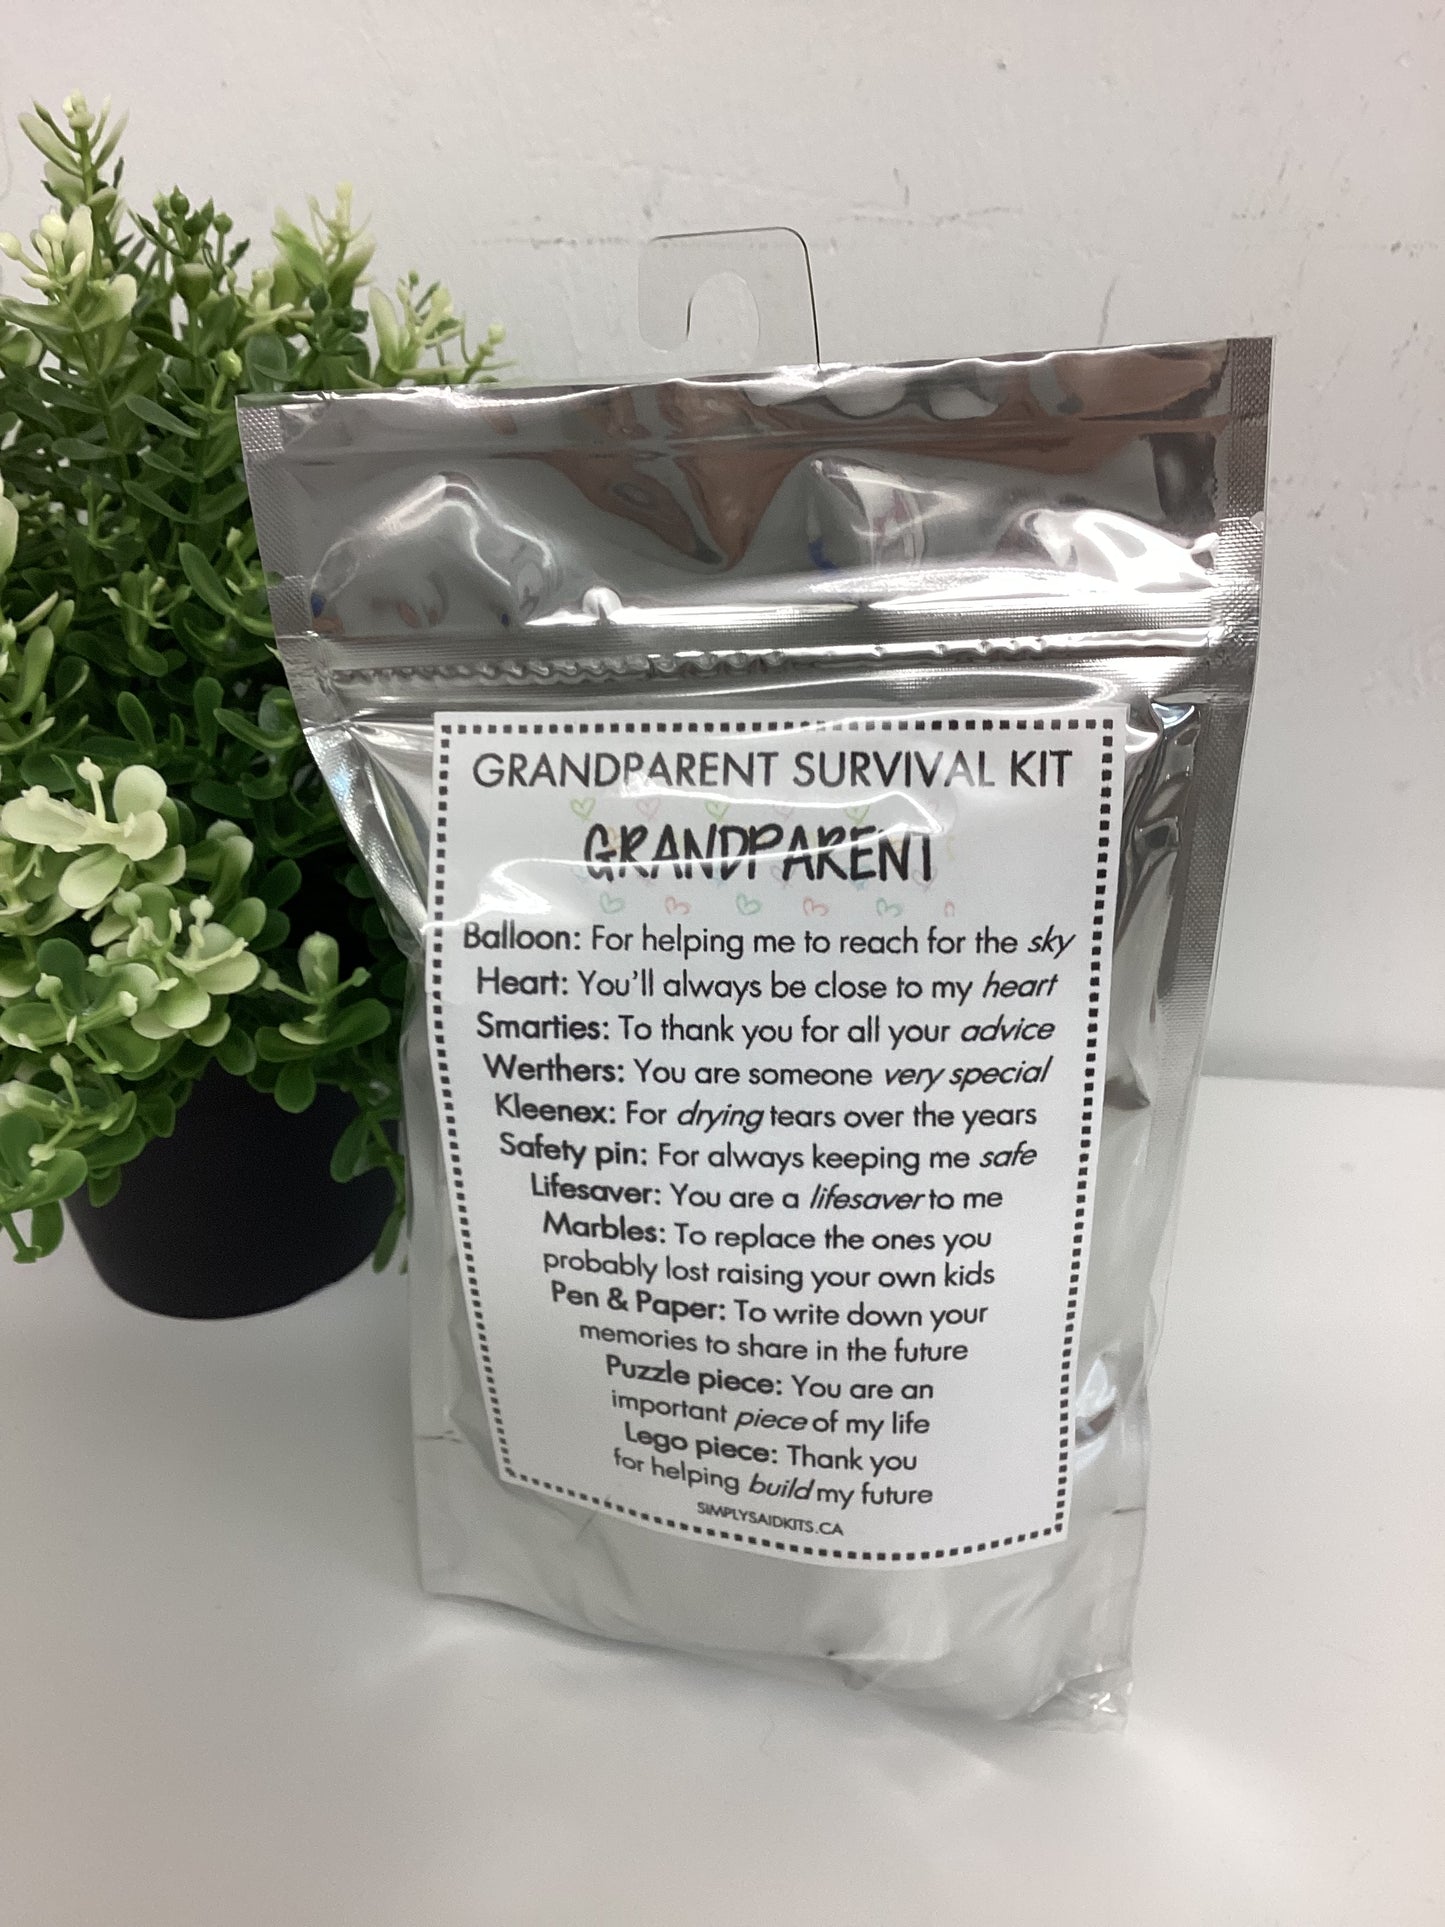 GRANDPARENT SURVIVAL KIT
GRANDPARENT
Balloon: For helping me to reach for the sky
Heart: You'll always be close to my heart
Smarties: To thank you for all your advice
Werthers: You are someone very special
Kleenex: For drying tears over the years
Safety pin: For always keeping me safe
Lifesaver: You are a lifesaver to me
Marbles: To replace the ones you
probably lost raising your own kids
Pen & Paper: To write down your
memories to share in the future
Puzzle piece: You are an
important piece of my life
Lego piece: Thank you
for helping build my future
SIMPLYSAIDKITS.CA